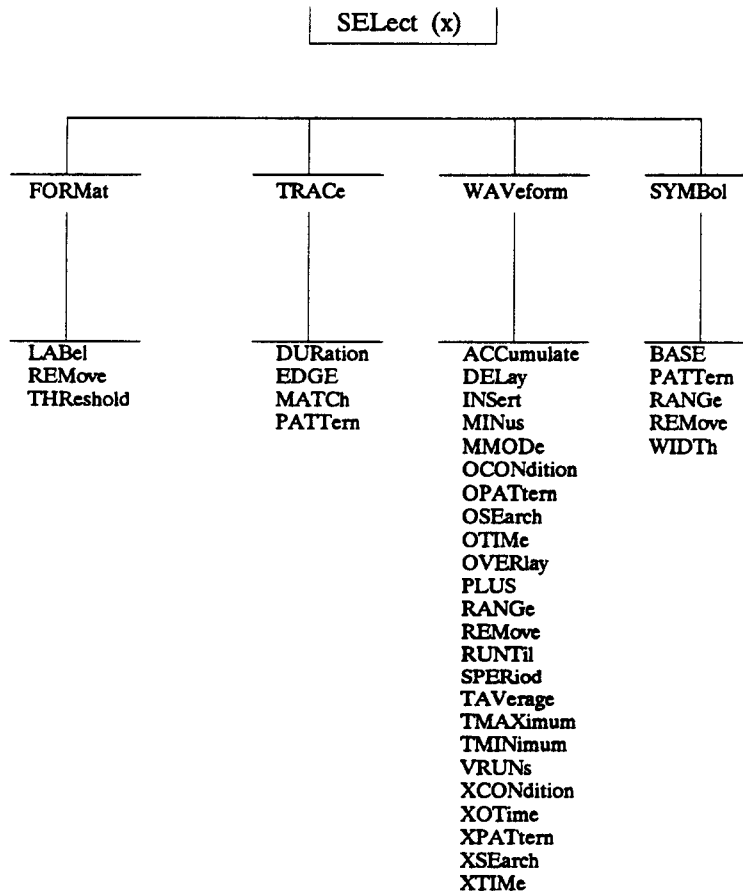 SELect (x)
FORMat
TRACe
WAVeform
SYMBol
LABel
REMove
THReshold
DURation
EDGE
MATCh
PATTern
ACCumulate
DELay
INSert
MINus
MMODe
OCONdition
OPATtern
OSEarch
OTIMe
OVERlay
PLUS
RANGe
REMove
RUNTil
SPERiod
TAVerage
TMAXimum
TMINimum
VRUNs
XCONdition
XOTime
XPATtern
XSEarch
XTIMe
BASE
PATTern
RANGe
REMove
WIDTh